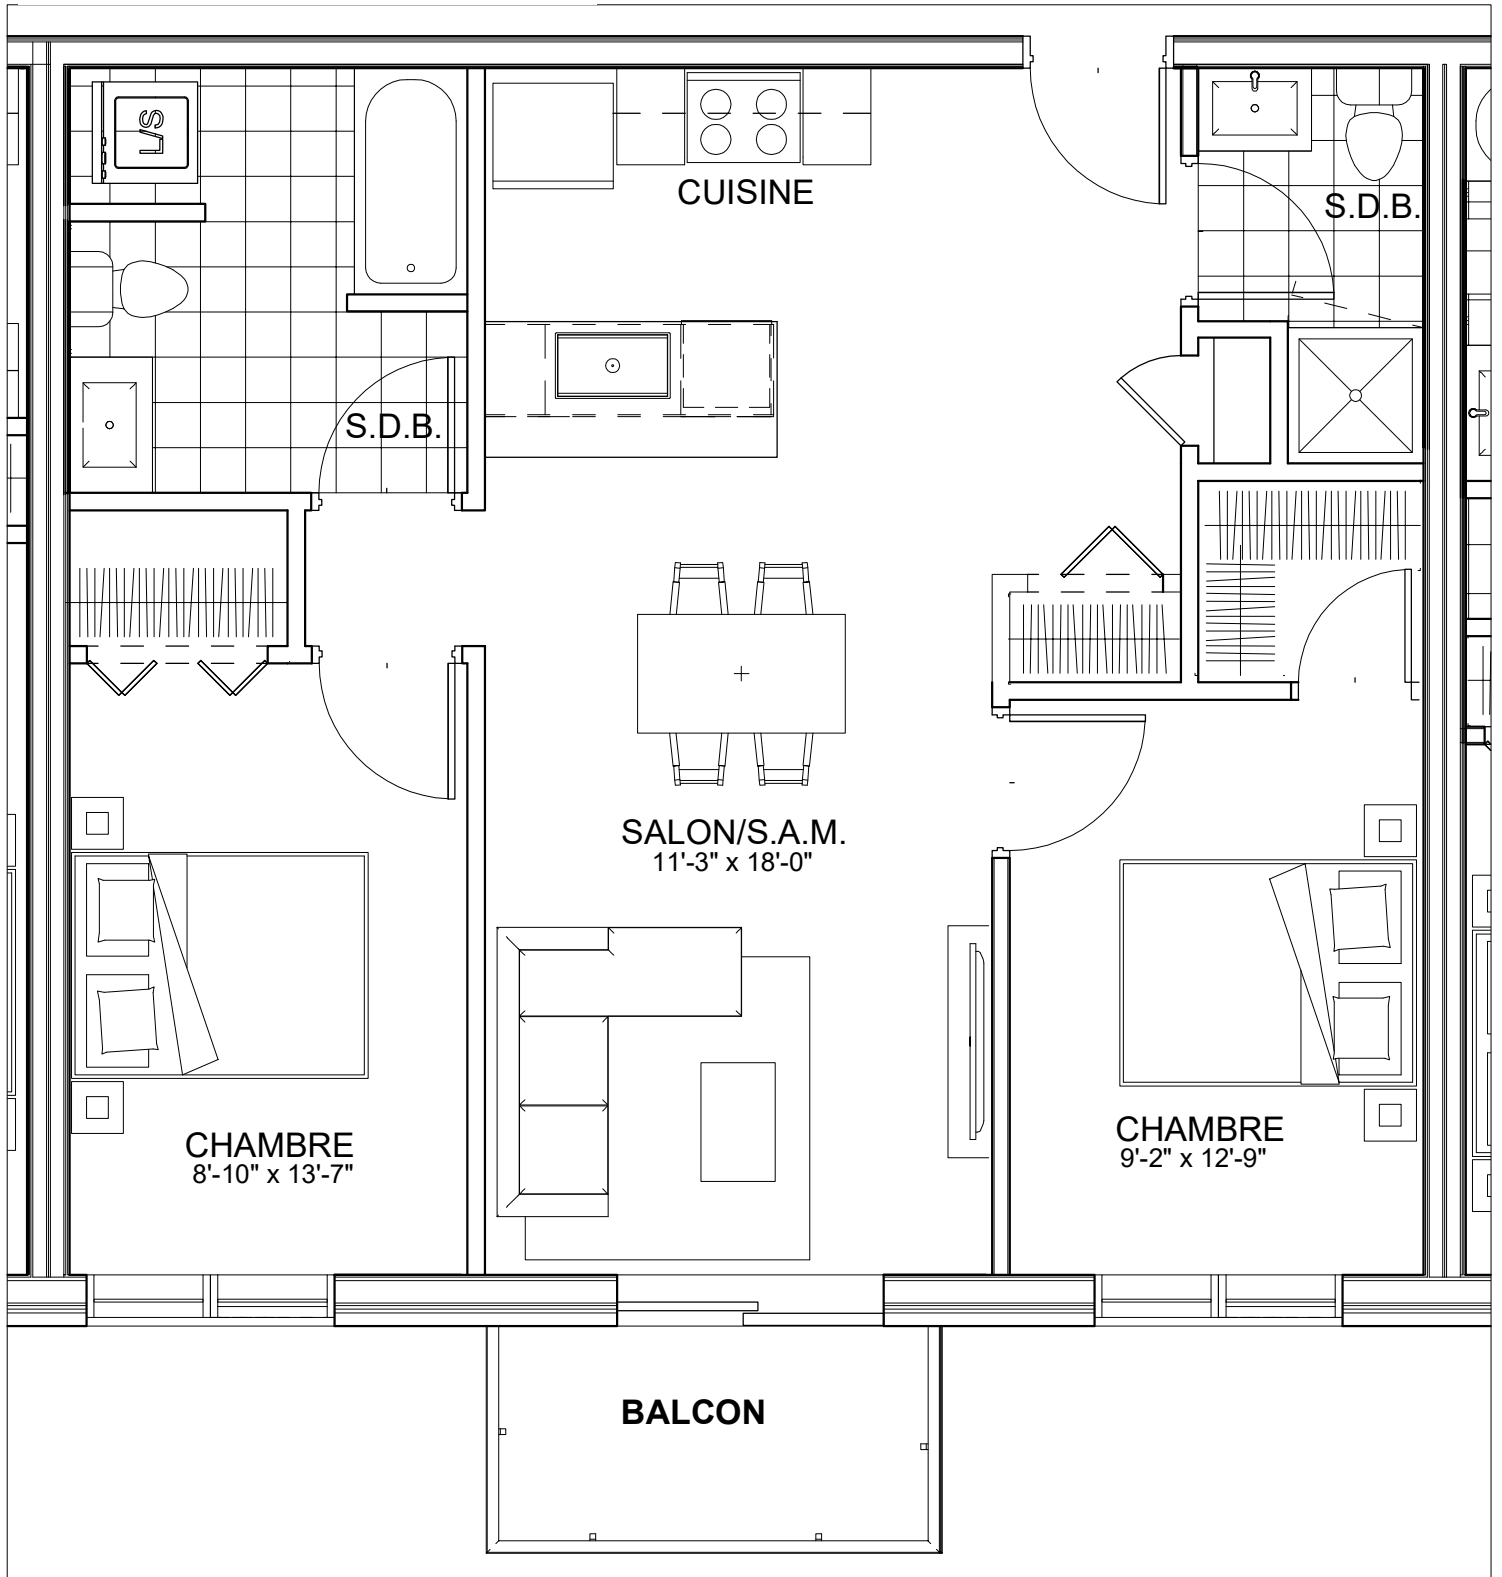 L/S
CUISINE
S.D.B.
S.D.B.
SALON/S.A.M.
11'-3" x 18'-0"
CHAMBRE
8'-10" x 13'-7"
CHAMBRE
9'-2" x 12'-9"
BALCON